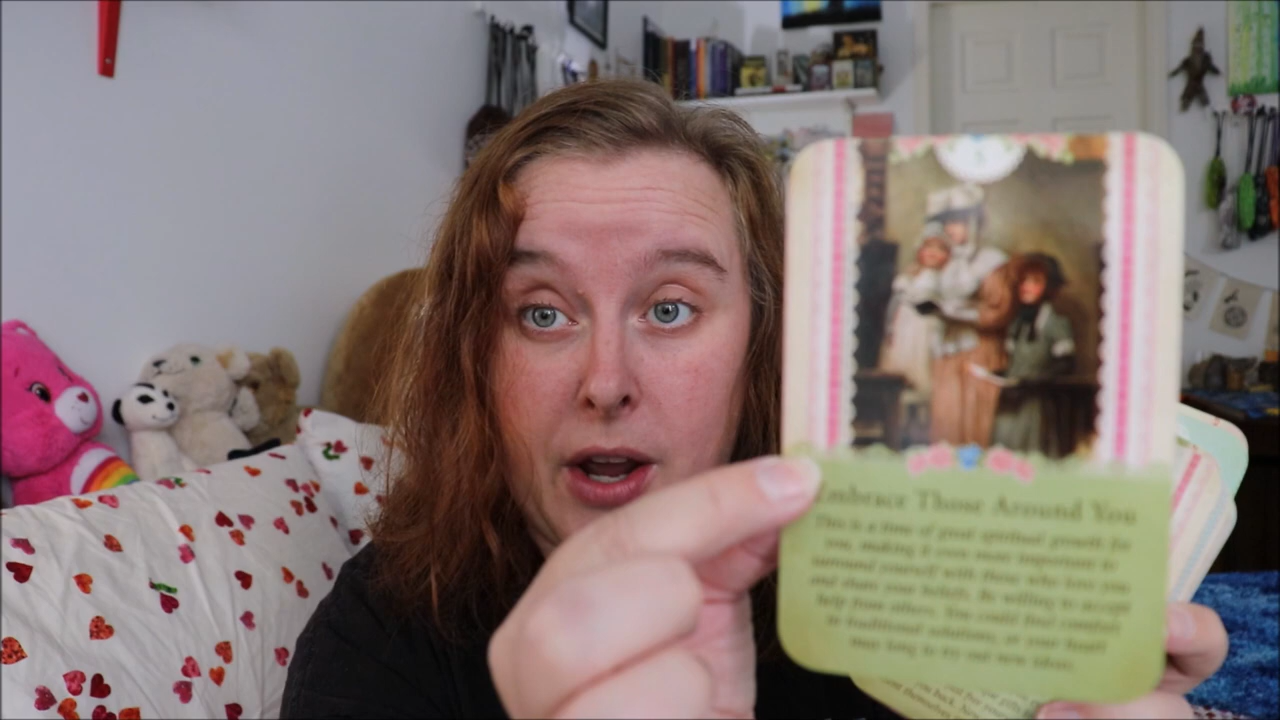 Embrace Those Around You
This is a time of great spiritual growth for
you, making it even more important to
surround yourself with those who love you
and share your beliefs. Be willing to accept
help from others. You could find comfort
in traditional solutions, or your heart
may long to try out new ideas.